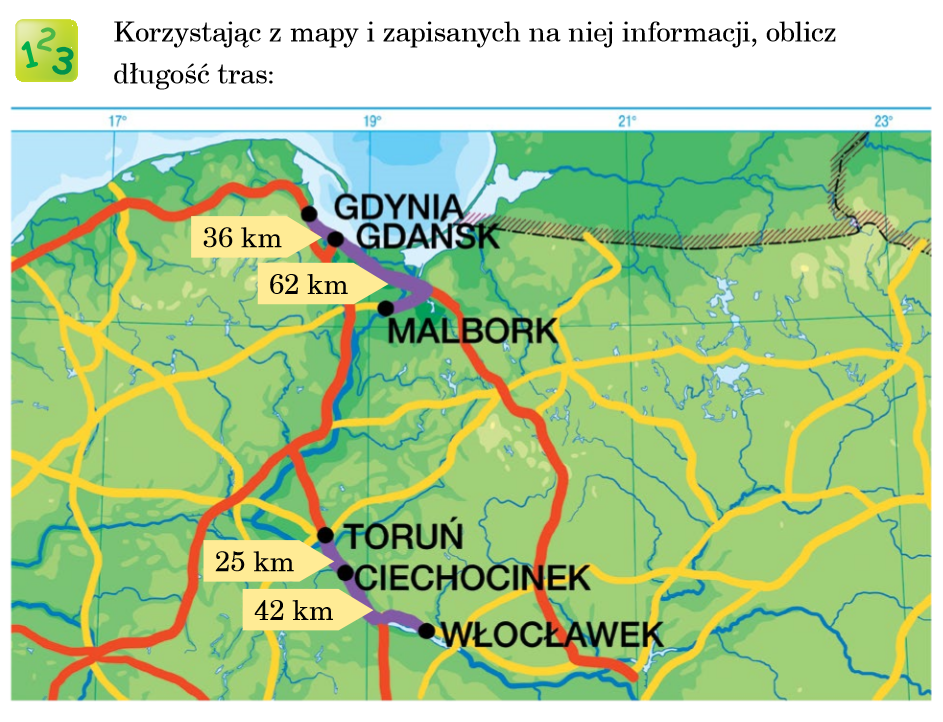 123
Korzystając z mapy i zapisanych na niej informacji, oblicz
długość tras:
17° 19° 21° 23°
GDYNIA
36 km
GDAŃSK
62 km
MALBORK
TORUŃ
25 km
CIECHOCINEK
42 km
WŁOCŁAWEK